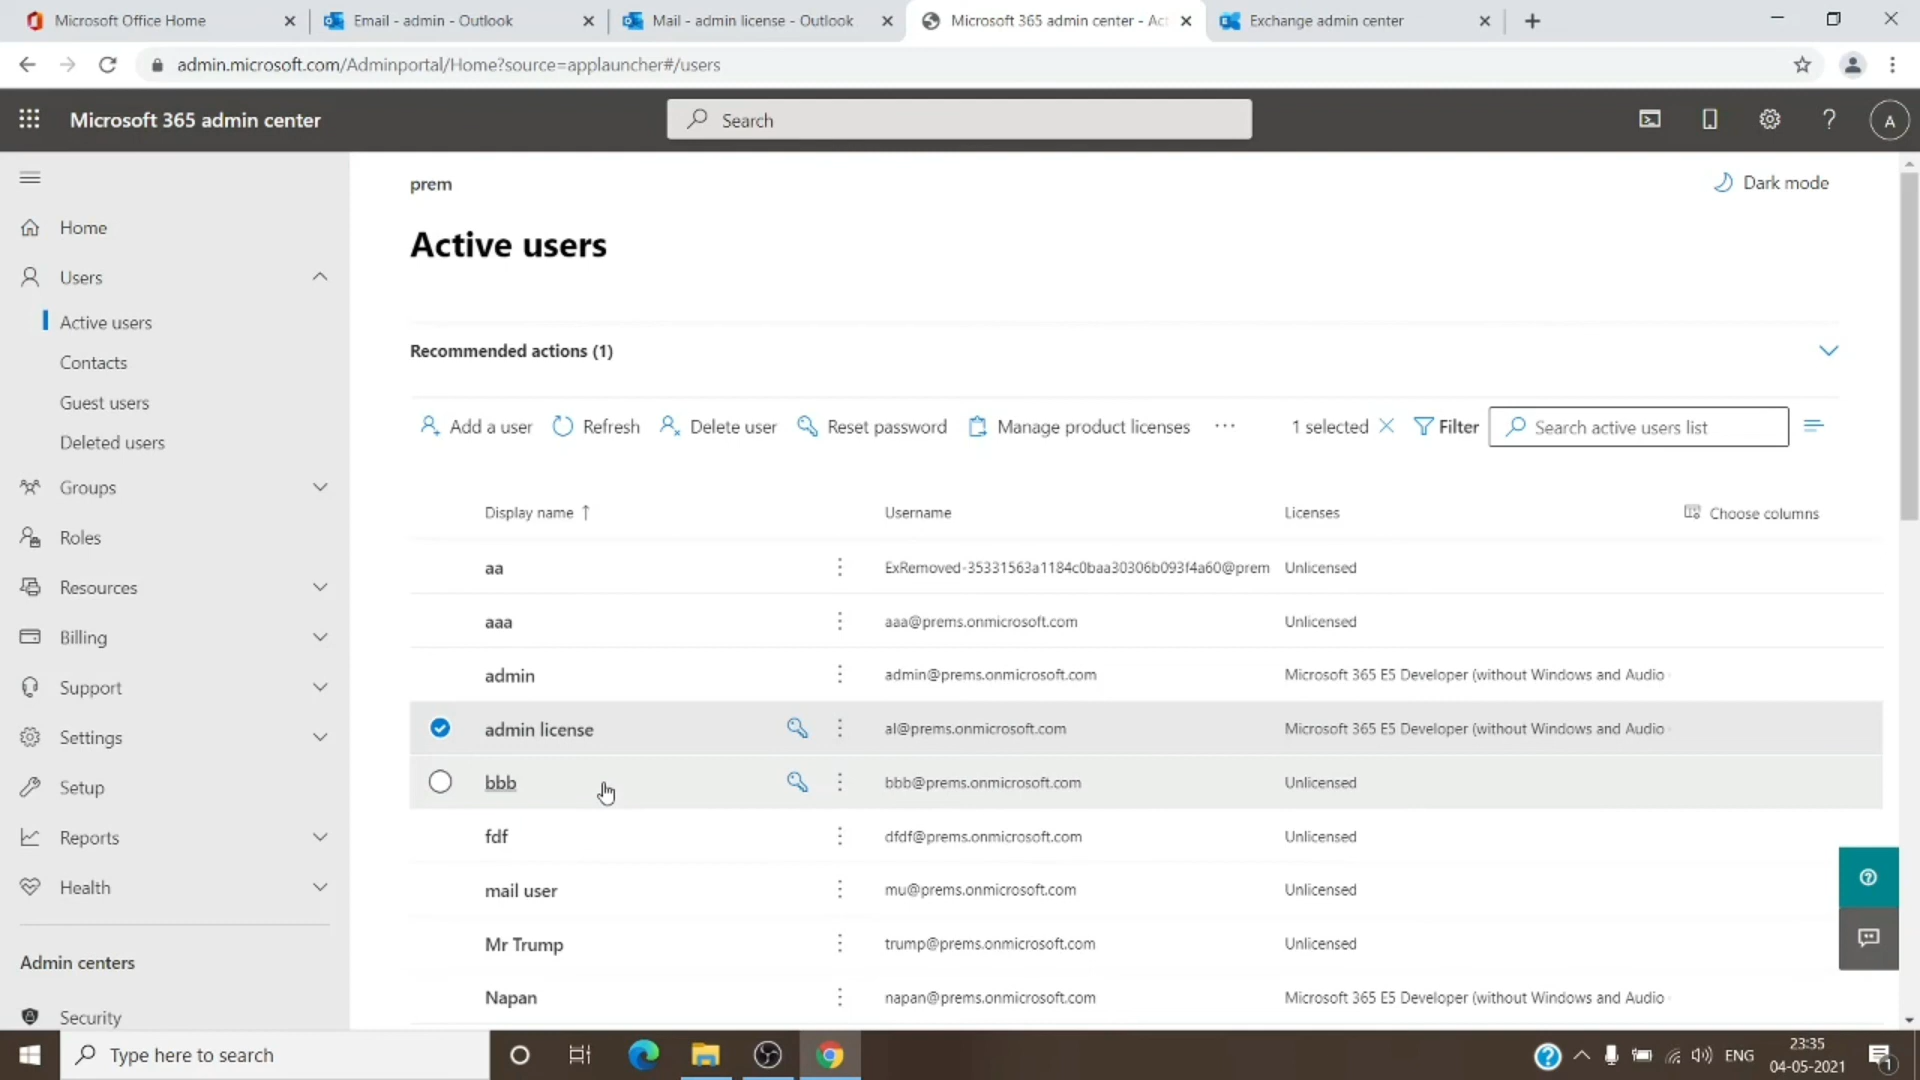 Microsoft Office Home
Email - admin - Outlook
Mail - admin license - Outlook
Microsoft 365 admin center - Ac
Exchange admin center
admin.microsoft.com/Adminportal/Home?source=applauncher#/users
Microsoft 365 admin center
Search
A
prem
Dark mode
Home
Users
Active users
Contacts
Guest users
Deleted users
Groups
Roles
Resources
Billing
Support
Settings
Setup
Reports
Health
Admin centers
Security
Active users
Recommended actions (1)
Add a user
Refresh
Delete user
Reset password
Manage product licenses
1 selected
Filter
Search active users list
Display name ↑
Username
Licenses
Choose columns
aa
ExRemoved-35331563a1184c0baa30306b093f4a60@prem
Unlicensed
aaa
aaa@prems.onmicrosoft.com
Unlicensed
admin
admin@prems.onmicrosoft.com
Microsoft 365 E5 Developer (without Windows and Audio
admin license
al@prems.onmicrosoft.com
Microsoft 365 E5 Developer (without Windows and Audio
bbb
bbb@prems.onmicrosoft.com
Unlicensed
fdf
dfdf@prems.onmicrosoft.com
Unlicensed
mail user
mu@prems.onmicrosoft.com
Unlicensed
Mr Trump
trump@prems.onmicrosoft.com
Unlicensed
Napan
napan@prems.onmicrosoft.com
Microsoft 365 E5 Developer (without Windows and Audio
Type here to search
ENG
23:35
04-05-2021
1